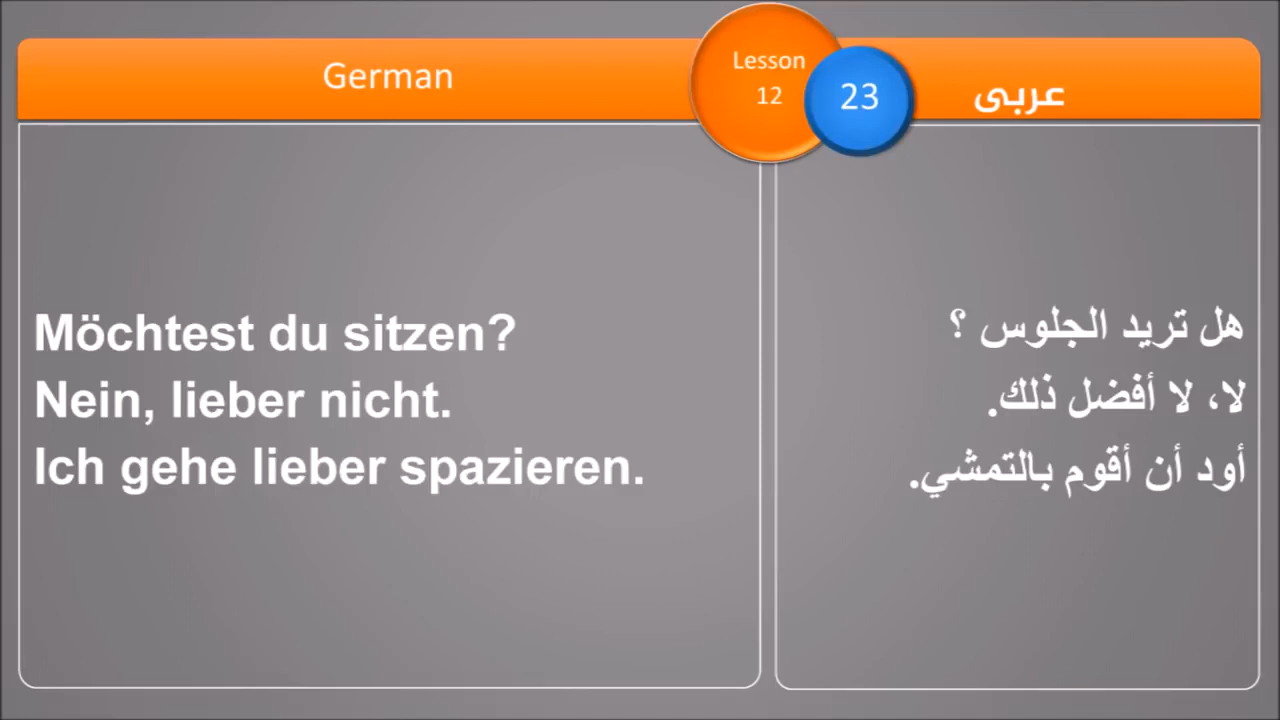 German
Lesson
12
23
عربى
Möchtest du sitzen?
Nein, lieber nicht.
Ich gehe lieber spazieren.
هل تريد الجلوس ؟
لا، لا أفضل ذلك.
أود أن أقوم بالتمشي.